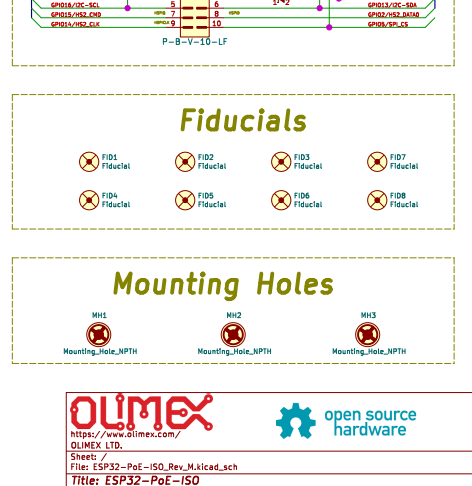 GPIO16/I2C-SCL 5 6 GPIO13/I2C-SDA
GPIO15/HS2_CMD 7 8 GPIO2/HS2_DATA0
GPIO14/HS2_CLK 9 10 GPIO5/SPI_CS
P-B-V-10-LF
Fiducials
FID1 FID2 FID3 FID7
Fiducial Fiducial Fiducial Fiducial
FID4 FID5 FID6 FID8
Fiducial Fiducial Fiducial Fiducial
Mounting Holes
MH1 MH2 MH3
Mounting_Hole_NPTH Mounting_Hole_NPTH Mounting_Hole_NPTH
OLIMEX
open source
hardware
https://www.olimex.com/
OLIMEX LTD.
Sheet: /
File: ESP32-PoE-ISO_Rev_M.kicad_sch
Title: ESP32-PoE-ISO